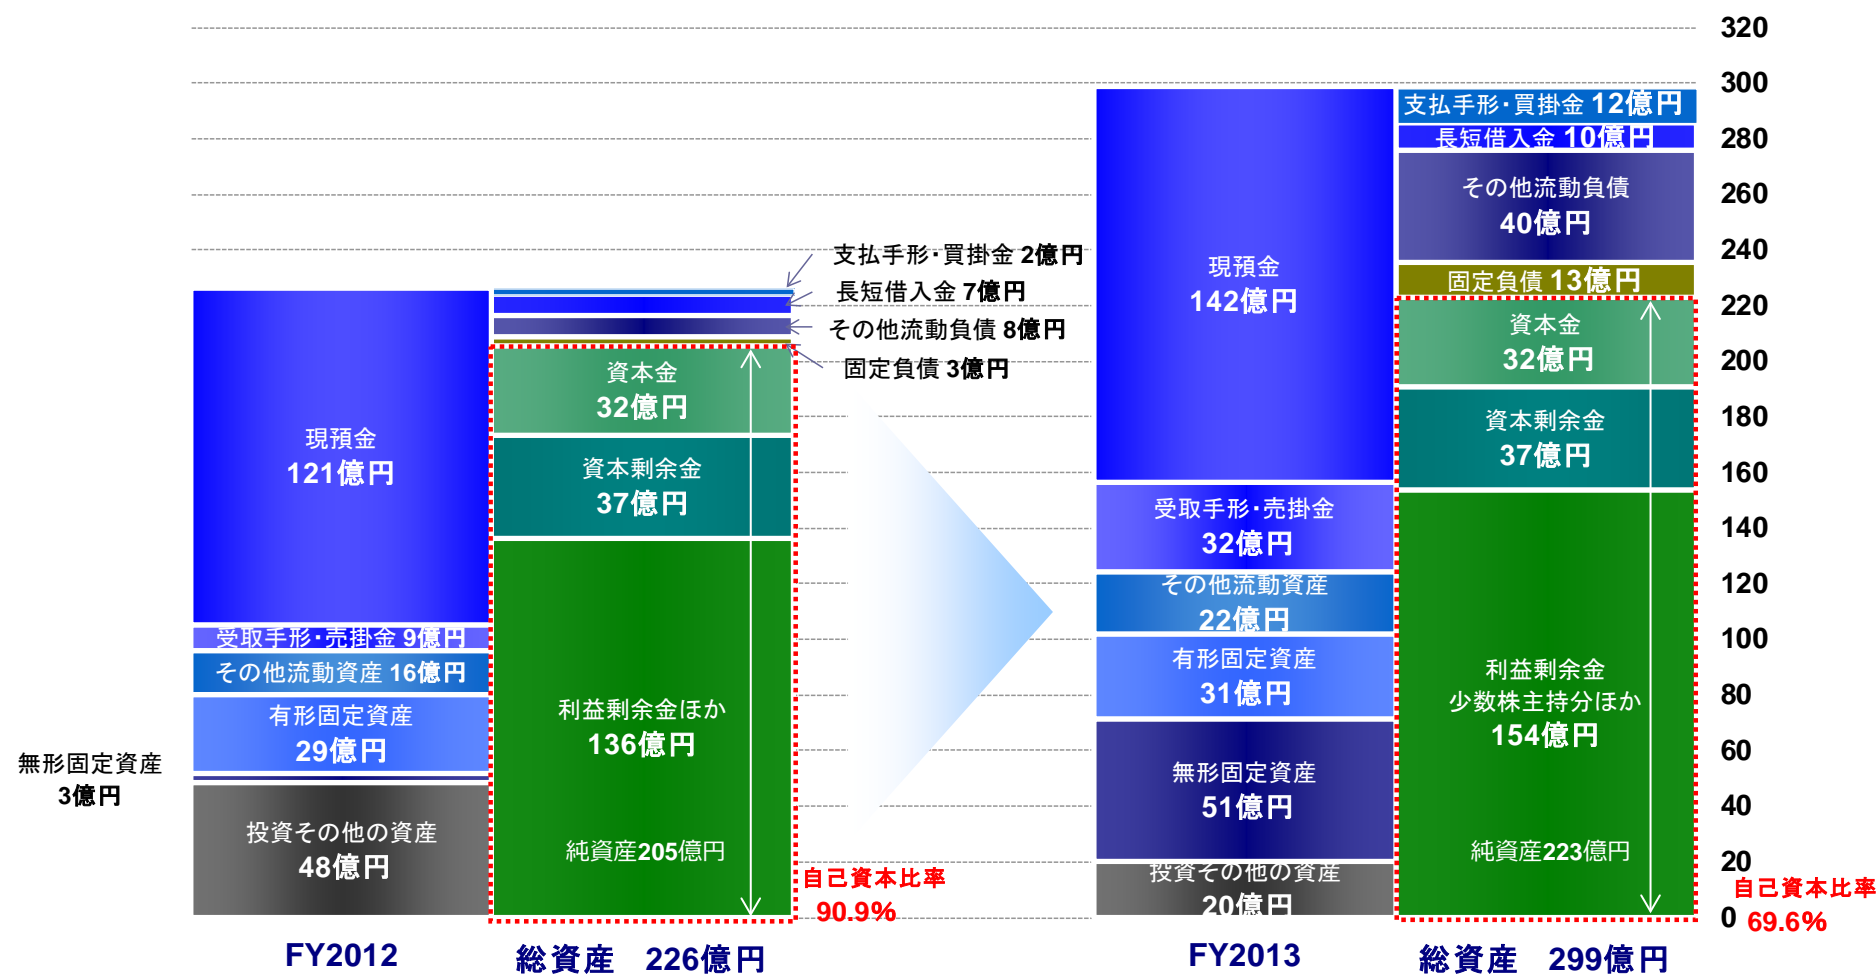 320
300
280
260
240
220
200
180
160
140
120
100
80
60
40
20
0
現預金
121億円
受取手形・売掛金 9億円
その他流動資産 16億円
有形固定資産
29億円
無形固定資産
3億円
投資その他の資産
48億円
支払手形・買掛金 2億円
長短借入金 7億円
その他流動負債 8億円
固定負債 3億円
資本金
32億円
資本剰余金
37億円
利益剰余金ほか
136億円
純資産205億円
自己資本比率
90.9%
FY2012
総資産 226億円
現預金
142億円
受取手形・売掛金
32億円
その他流動資産
22億円
有形固定資産
31億円
無形固定資産
51億円
投資その他の資産
20億円
支払手形・買掛金 12億円
長短借入金 10億円
その他流動負債
40億円
固定負債 13億円
資本金
32億円
資本剰余金
37億円
利益剰余金
少数株主持分ほか
154億円
純資産223億円
自己資本比率
69.6%
FY2013
総資産 299億円